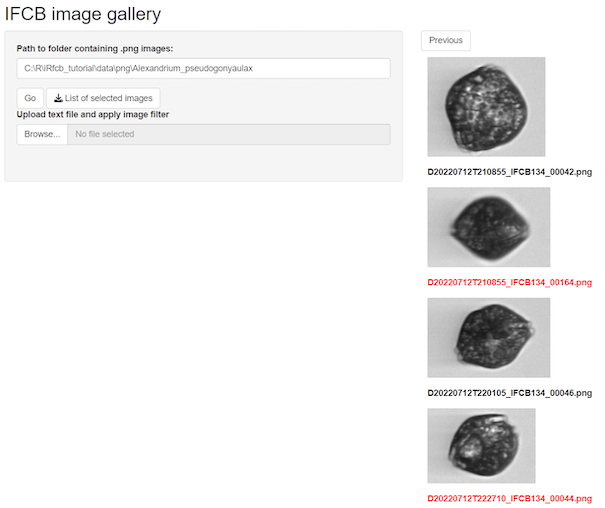 IFCB image gallery
Path to folder containing .png images:
C:\R\iRfcb_tutorial\data\png\Alexandrium_pseudogonyaulax
Go
List of selected images
Upload text file and apply image filter
Browse... No file selected
Previous
D20220712T210855_IFCB134_00042.png
D20220712T210855_IFCB134_00164.png
D20220712T220105_IFCB134_00046.png
D20220712T222710_IFCB134_00044.png